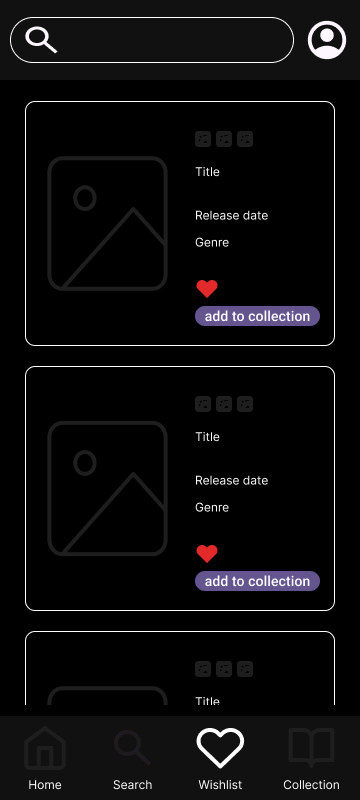 Title
Release date
Genre
add to collection
Title
Release date
Genre
add to collection
Title
Home
Search
Wishlist
Collection